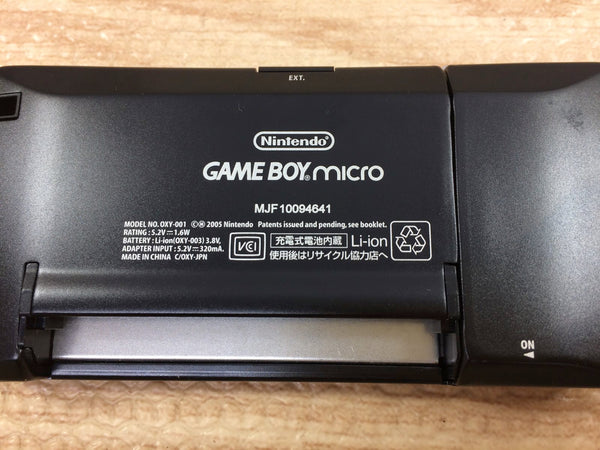 EXT.
Nintendo
GAME BOY micro
MJF10094641
MODEL NO. OXY-001 ©Ⓜ 2005 Nintendo Patents issued and pending, see booklet.
RATING : 5.2V⎓1.6W
BATTERY : Li-ion(OXY-003) 3.8V,
ADAPTER INPUT : 5.2V⎓320mA.
MADE IN CHINA C/OXY-JPN
VCI
充電式電池内蔵 Li-ion
使用後はリサイクル協力店へ
ON